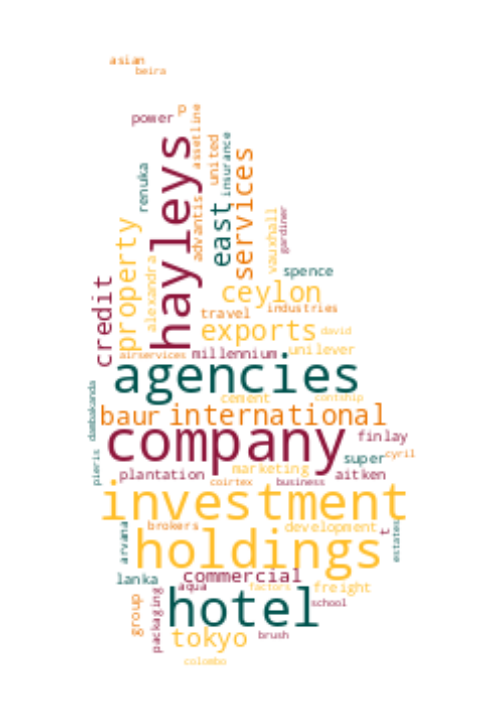 asian
beira
power
p
assetline
hayleys
renuka
united
insurance
services
east
advantis
vauxhall
gardiner
spence
property
alexandra
credit
ceylon
travel
industries
exports
david
airservices
millennium
unilever
agencies
cement
contship
dambakanda
baur
international
company
finlay
cyril
super
pieris
plantation
marketing
aitken
coirtex
business
investment
brokers
development
t
estates
arvana
holdings
lanka
commercial
aqua
factors
freight
group
packaging
hotel
school
tokyo
brush
colombo